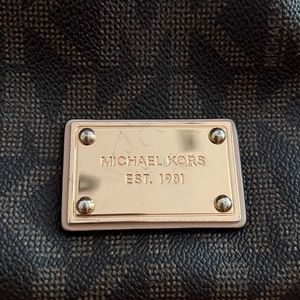 MICHAEL KORS
EST. 1981